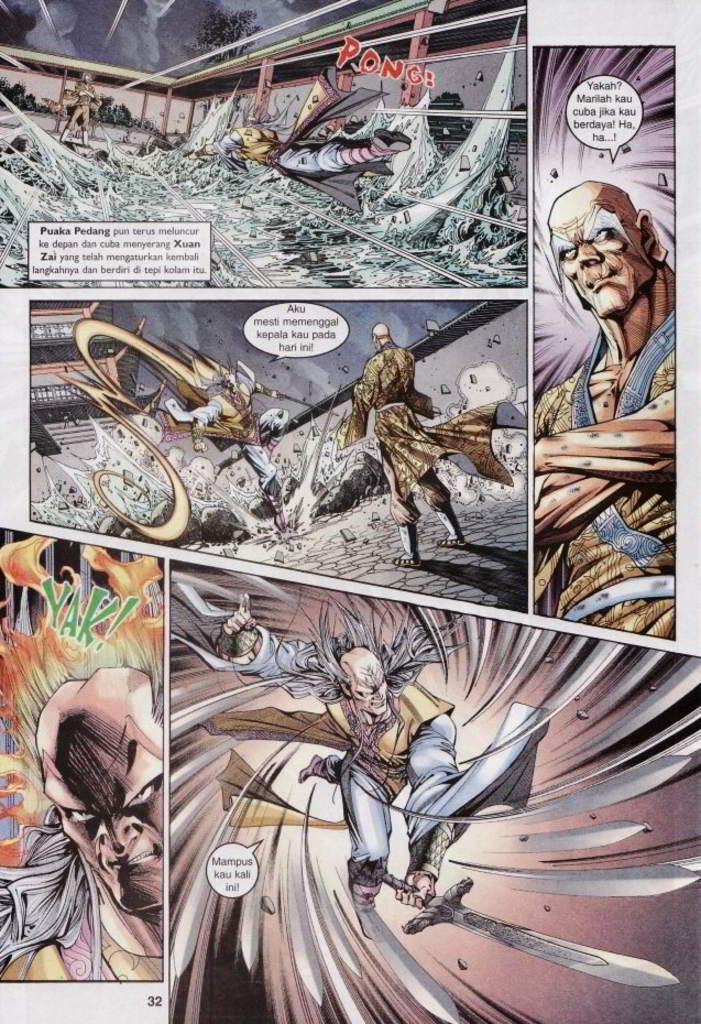 PONG!
Puaka Pedang pun terus meluncur
ke depan dan cuba menyerang Xuan
Zai yang telah mengaturkan kembali
langkahnya dan berdiri di tepi kolam itu.
Yakah?
Marilah kau
cuba jika kau
berdaya! Ha,
ha...!
Aku
mesti memenggal
kepala kau pada
hari ini!
YAK!
Mampus
kau kali
ini!
32